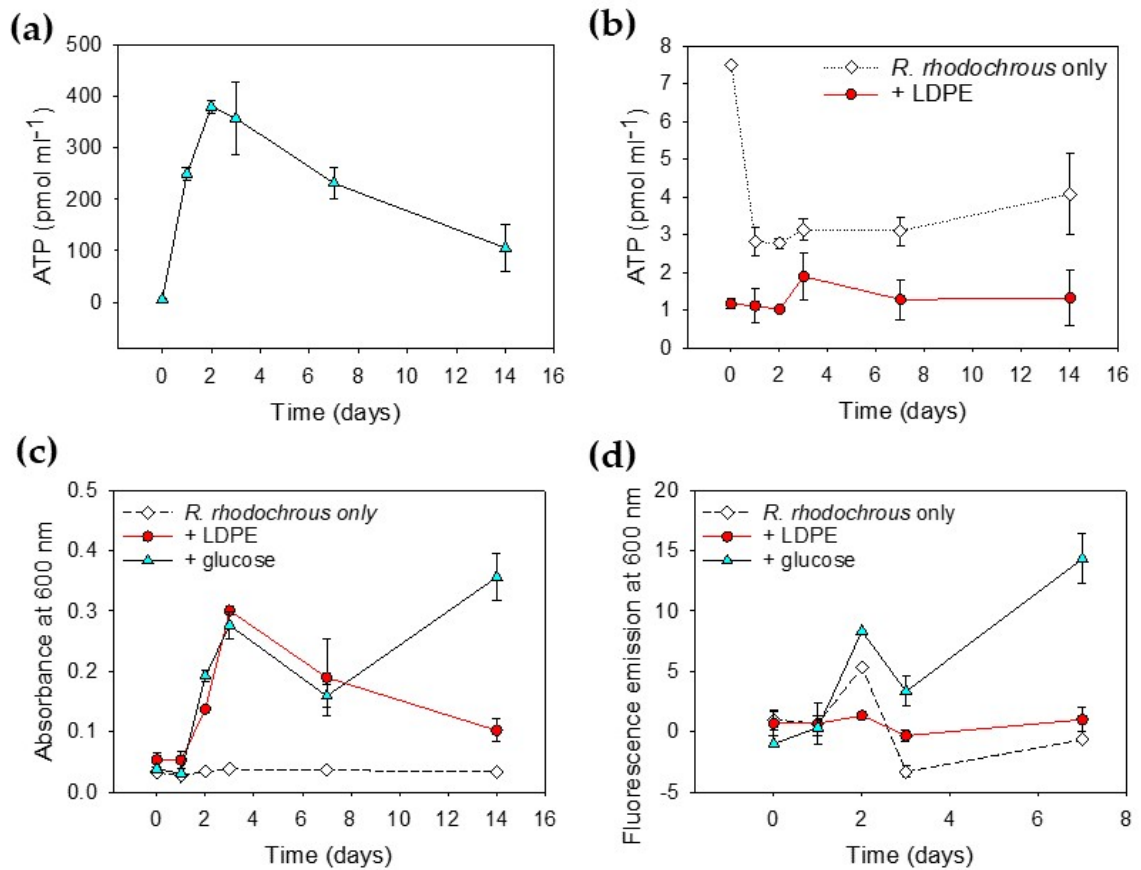 (a)
500
400
300
200
100
0
ATP (pmol ml⁻¹)
0 2 4 6 8 10 12 14 16
Time (days)
(b)
8
7
6
5
4
3
2
1
0
ATP (pmol ml⁻¹)
R. rhodochrous only
+ LDPE
0 2 4 6 8 10 12 14 16
Time (days)
(c)
0.5
0.4
0.3
0.2
0.1
0.0
Absorbance at 600 nm
R. rhodochrous only
+ LDPE
+ glucose
0 2 4 6 8 10 12 14 16
Time (days)
(d)
20
15
10
5
0
-5
Fluorescence emission at 600 nm
R. rhodochrous only
+ LDPE
+ glucose
0 2 4 6 8
Time (days)